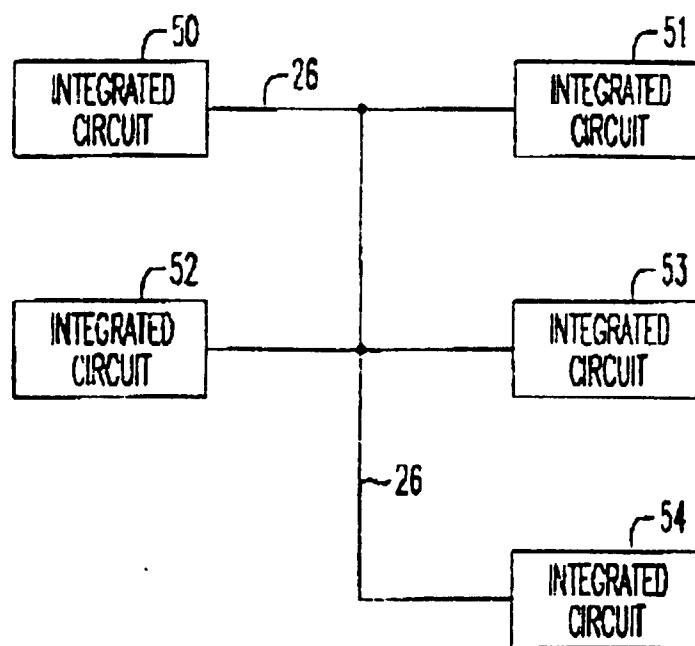 50
INTEGRATED
CIRCUIT
26
51
INTEGRATED
CIRCUIT
52
INTEGRATED
CIRCUIT
53
INTEGRATED
CIRCUIT
26
54
INTEGRATED
CIRCUIT